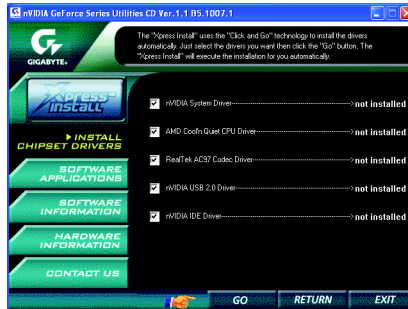 nVIDIA GeForce Series Utilities CD Ver.1.1 B5.1007.1
GIGABYTE™
The "Xpress Install" uses the "Click and Go" technology to install the drivers
automatically. Just select the drivers you want then click the "Go" button. The
"Xpress Install" will execute the installation for you automatically.
Xpress-
install
INSTALL
CHIPSET DRIVERS
SOFTWARE
APPLICATIONS
SOFTWARE
INFORMATION
HARDWARE
INFORMATION
CONTACT US
nVIDIA System Driver not installed
AMD Cool'n Quiet CPU Driver not installed
RealTek AC97 Codec Driver not installed
nVIDIA USB 2.0 Driver not installed
nVIDIA IDE Driver not installed
GO RETURN EXIT